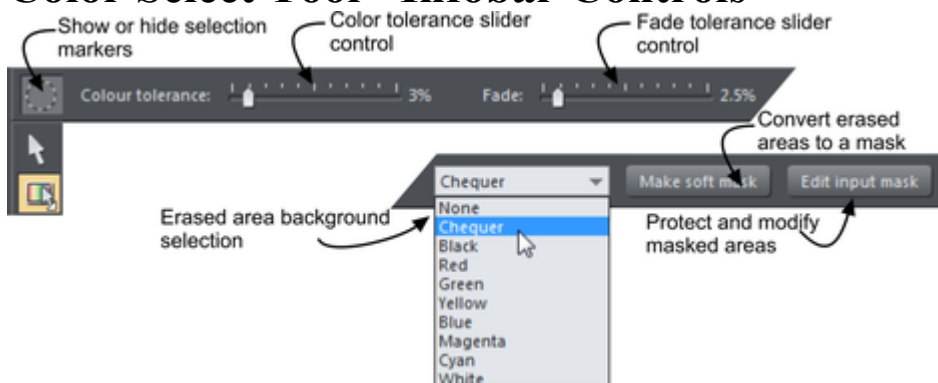 Color Select Tool Infobar Controls
Show or hide selection
markers
Color tolerance slider
control
Fade tolerance slider
control
Colour tolerance:
3%
Fade:
2.5%
Convert erased
areas to a mask
Chequer
Make soft mask
Edit input mask
Erased area background
selection
Protect and modify
masked areas
None
Chequer
Black
Red
Green
Yellow
Blue
Magenta
Cyan
White